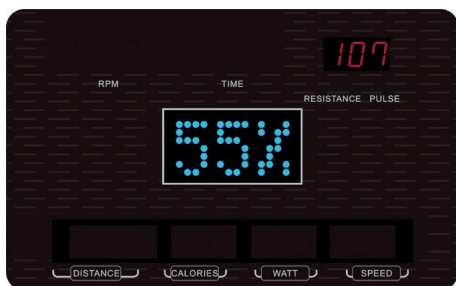 107
RPM TIME
RESISTANCE PULSE
55%
DISTANCE CALORIES WATT SPEED